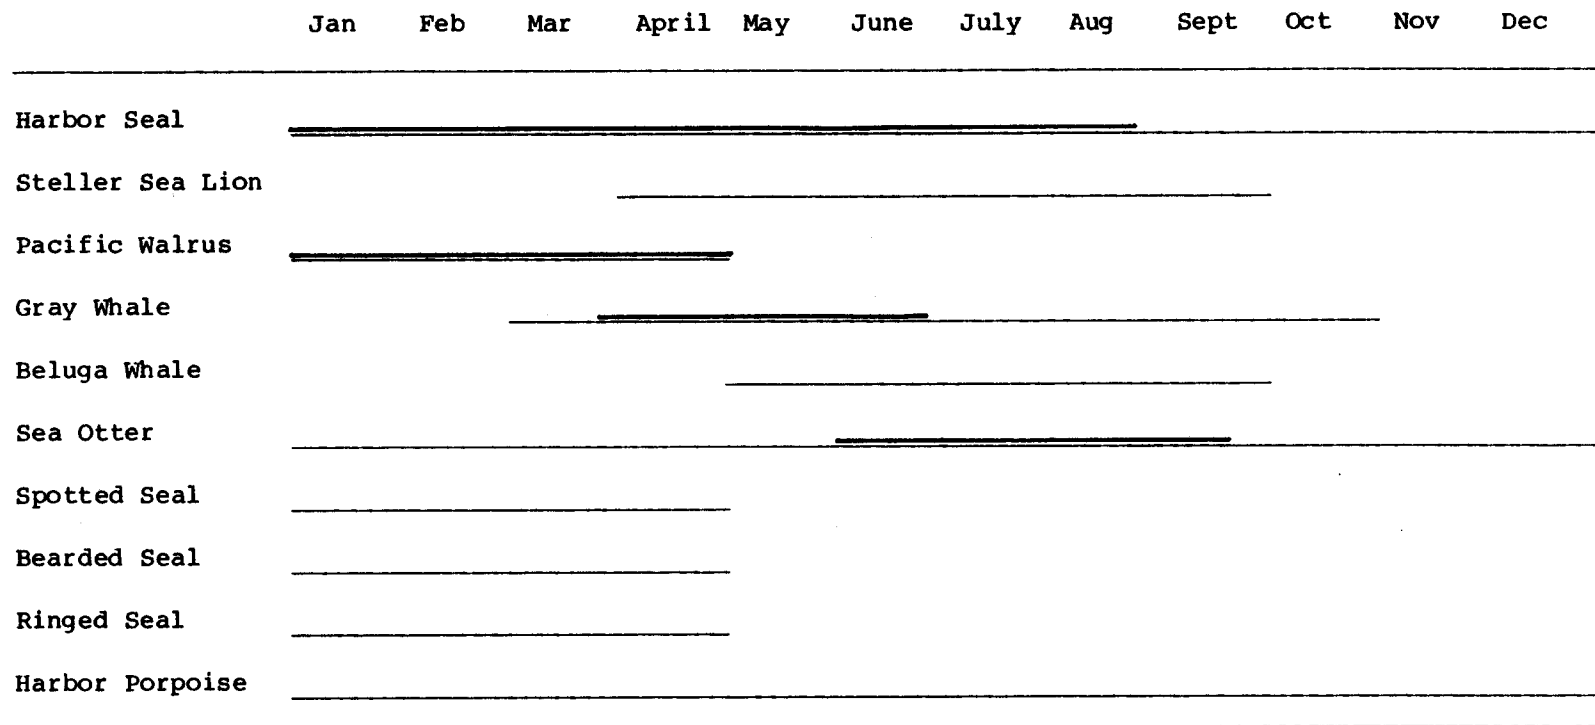 Jan Feb Mar April May June July Aug Sept Oct Nov Dec
Harbor Seal
Steller Sea Lion
Pacific Walrus
Gray Whale
Beluga Whale
Sea Otter
Spotted Seal
Bearded Seal
Ringed Seal
Harbor Porpoise